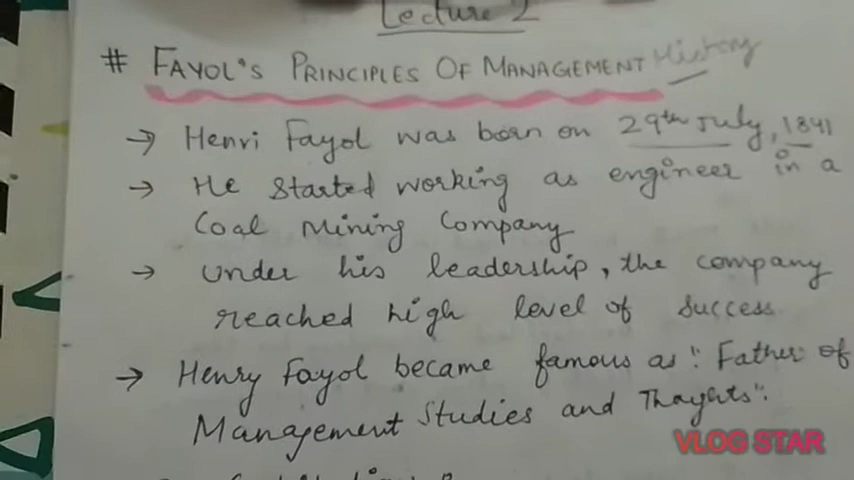 Lecture 2
# FAYOL'S PRINCIPLES OF MANAGEMENT History
→ Henri Fayol was born on 29th July, 1841
→ He started working as engineer in a
Coal Mining Company
→ under his leadership, the company
reached high level of success
→ Henry Fayol became famous as "Father of
Management Studies and Thoughts".
VLOG STAR